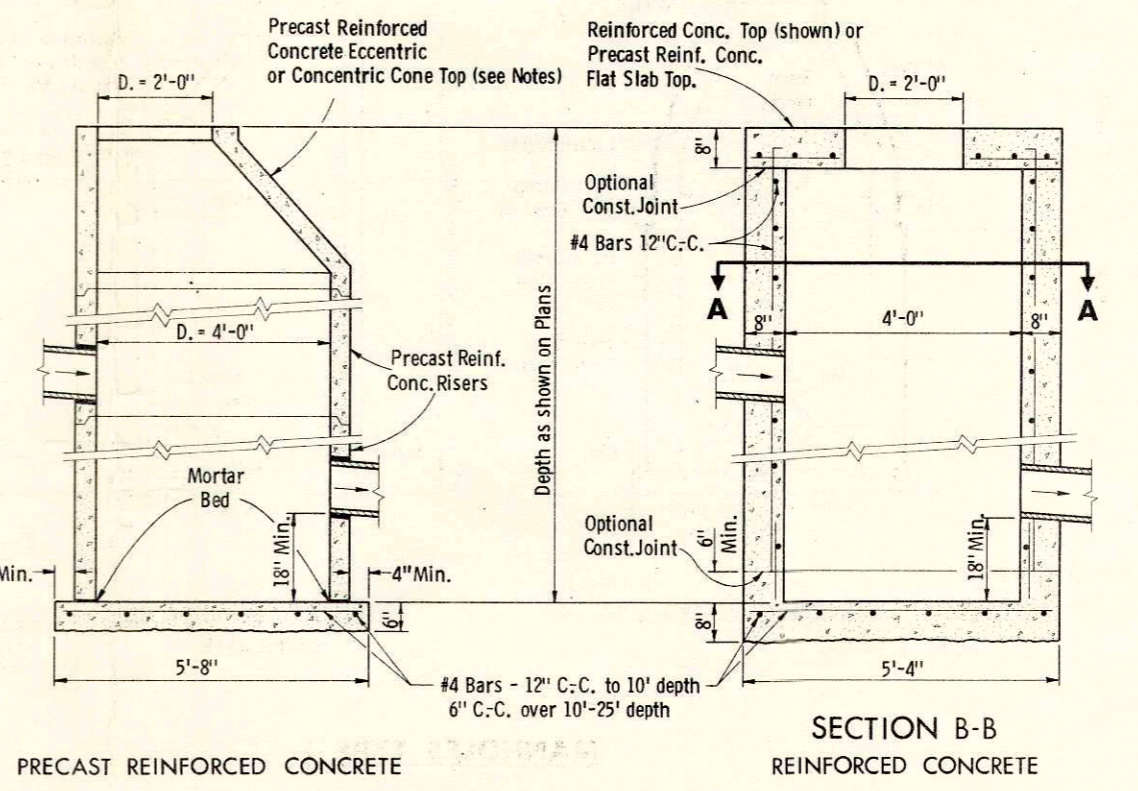 Precast Reinforced
Concrete Eccentric
or Concentric Cone Top (see Notes)
D. = 2'-0"
Reinforced Conc. Top (shown) or
Precast Reinf. Conc.
Flat Slab Top.
D. = 2'-0"
8"
Optional
Const. Joint
#4 Bars 12" C.-C.
A
A
8"
4'-0"
8"
D. = 4'-0"
Precast Reinf.
Conc. Risers
Depth as shown on Plans
Mortar
Bed
18" Min.
Min.
4" Min.
6"
5'-8"
Optional
Const. Joint
6"
Min.
18" Min.
8"
5'-4"
#4 Bars - 12" C.-C. to 10' depth
6" C.-C. over 10'-25' depth
SECTION B-B
REINFORCED CONCRETE
PRECAST REINFORCED CONCRETE